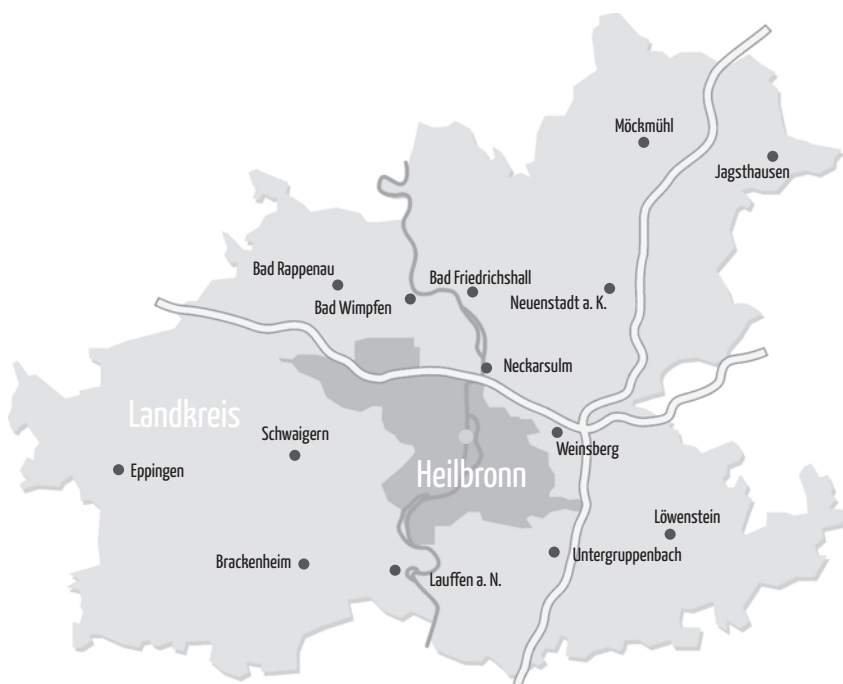 Möckmühl
Jagsthausen
Bad Rappenau
Bad Friedrichshall
Bad Wimpfen
Neuenstadt a. K.
Neckarsulm
Landkreis
Schwaigern
Weinsberg
Eppingen
Heilbronn
Löwenstein
Untergruppenbach
Brackenheim
Lauffen a. N.